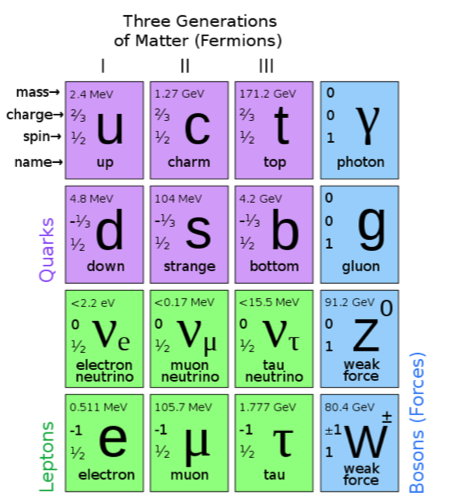 Three Generations
of Matter (Fermions)
I II III
mass→ 2.4 MeV 1.27 GeV 171.2 GeV 0
charge→ ⅔ ⅔ ⅔ 0
spin→ ½ u ½ c ½ t 1 γ
name→ up charm top photon
Quarks
4.8 MeV 104 MeV 4.2 GeV 0
-⅓ -⅓ -⅓ 0
½ d ½ s ½ b 1 g
down strange bottom gluon
<2.2 eV <0.17 MeV <15.5 MeV 91.2 GeV
0 0 0 0
½ νe ½ νμ ½ ντ 1 Z0
electron neutrino muon neutrino tau neutrino weak force
Leptons
0.511 MeV 105.7 MeV 1.777 GeV 80.4 GeV
-1 -1 -1 ±1
½ e ½ μ ½ τ 1 W±
electron muon tau weak force
Bosons (Forces)